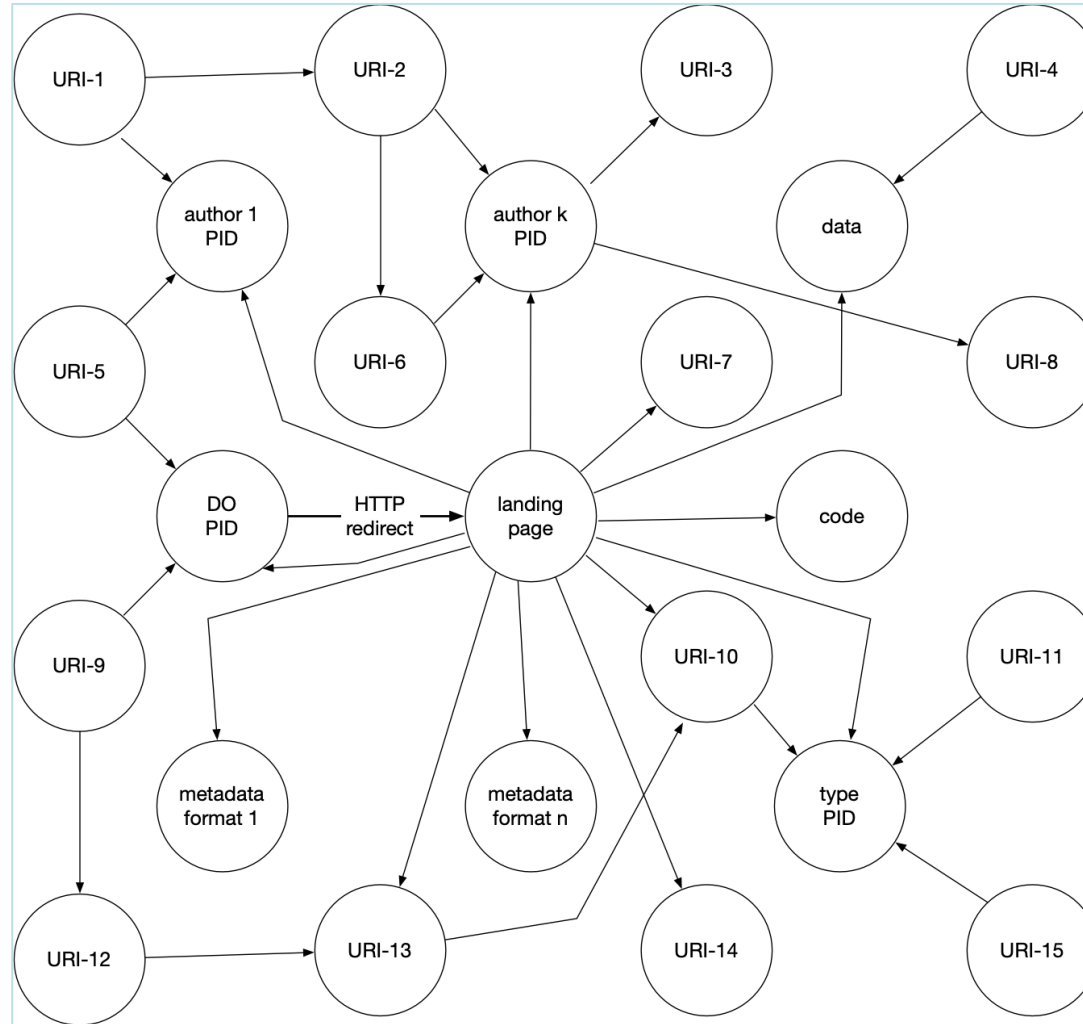 URI-1
URI-2
URI-3
URI-4
author 1
PID
author k
PID
data
URI-5
URI-6
URI-7
URI-8
DO
PID
HTTP
redirect
landing
page
code
URI-9
URI-10
URI-11
metadata
format 1
metadata
format n
type
PID
URI-12
URI-13
URI-14
URI-15